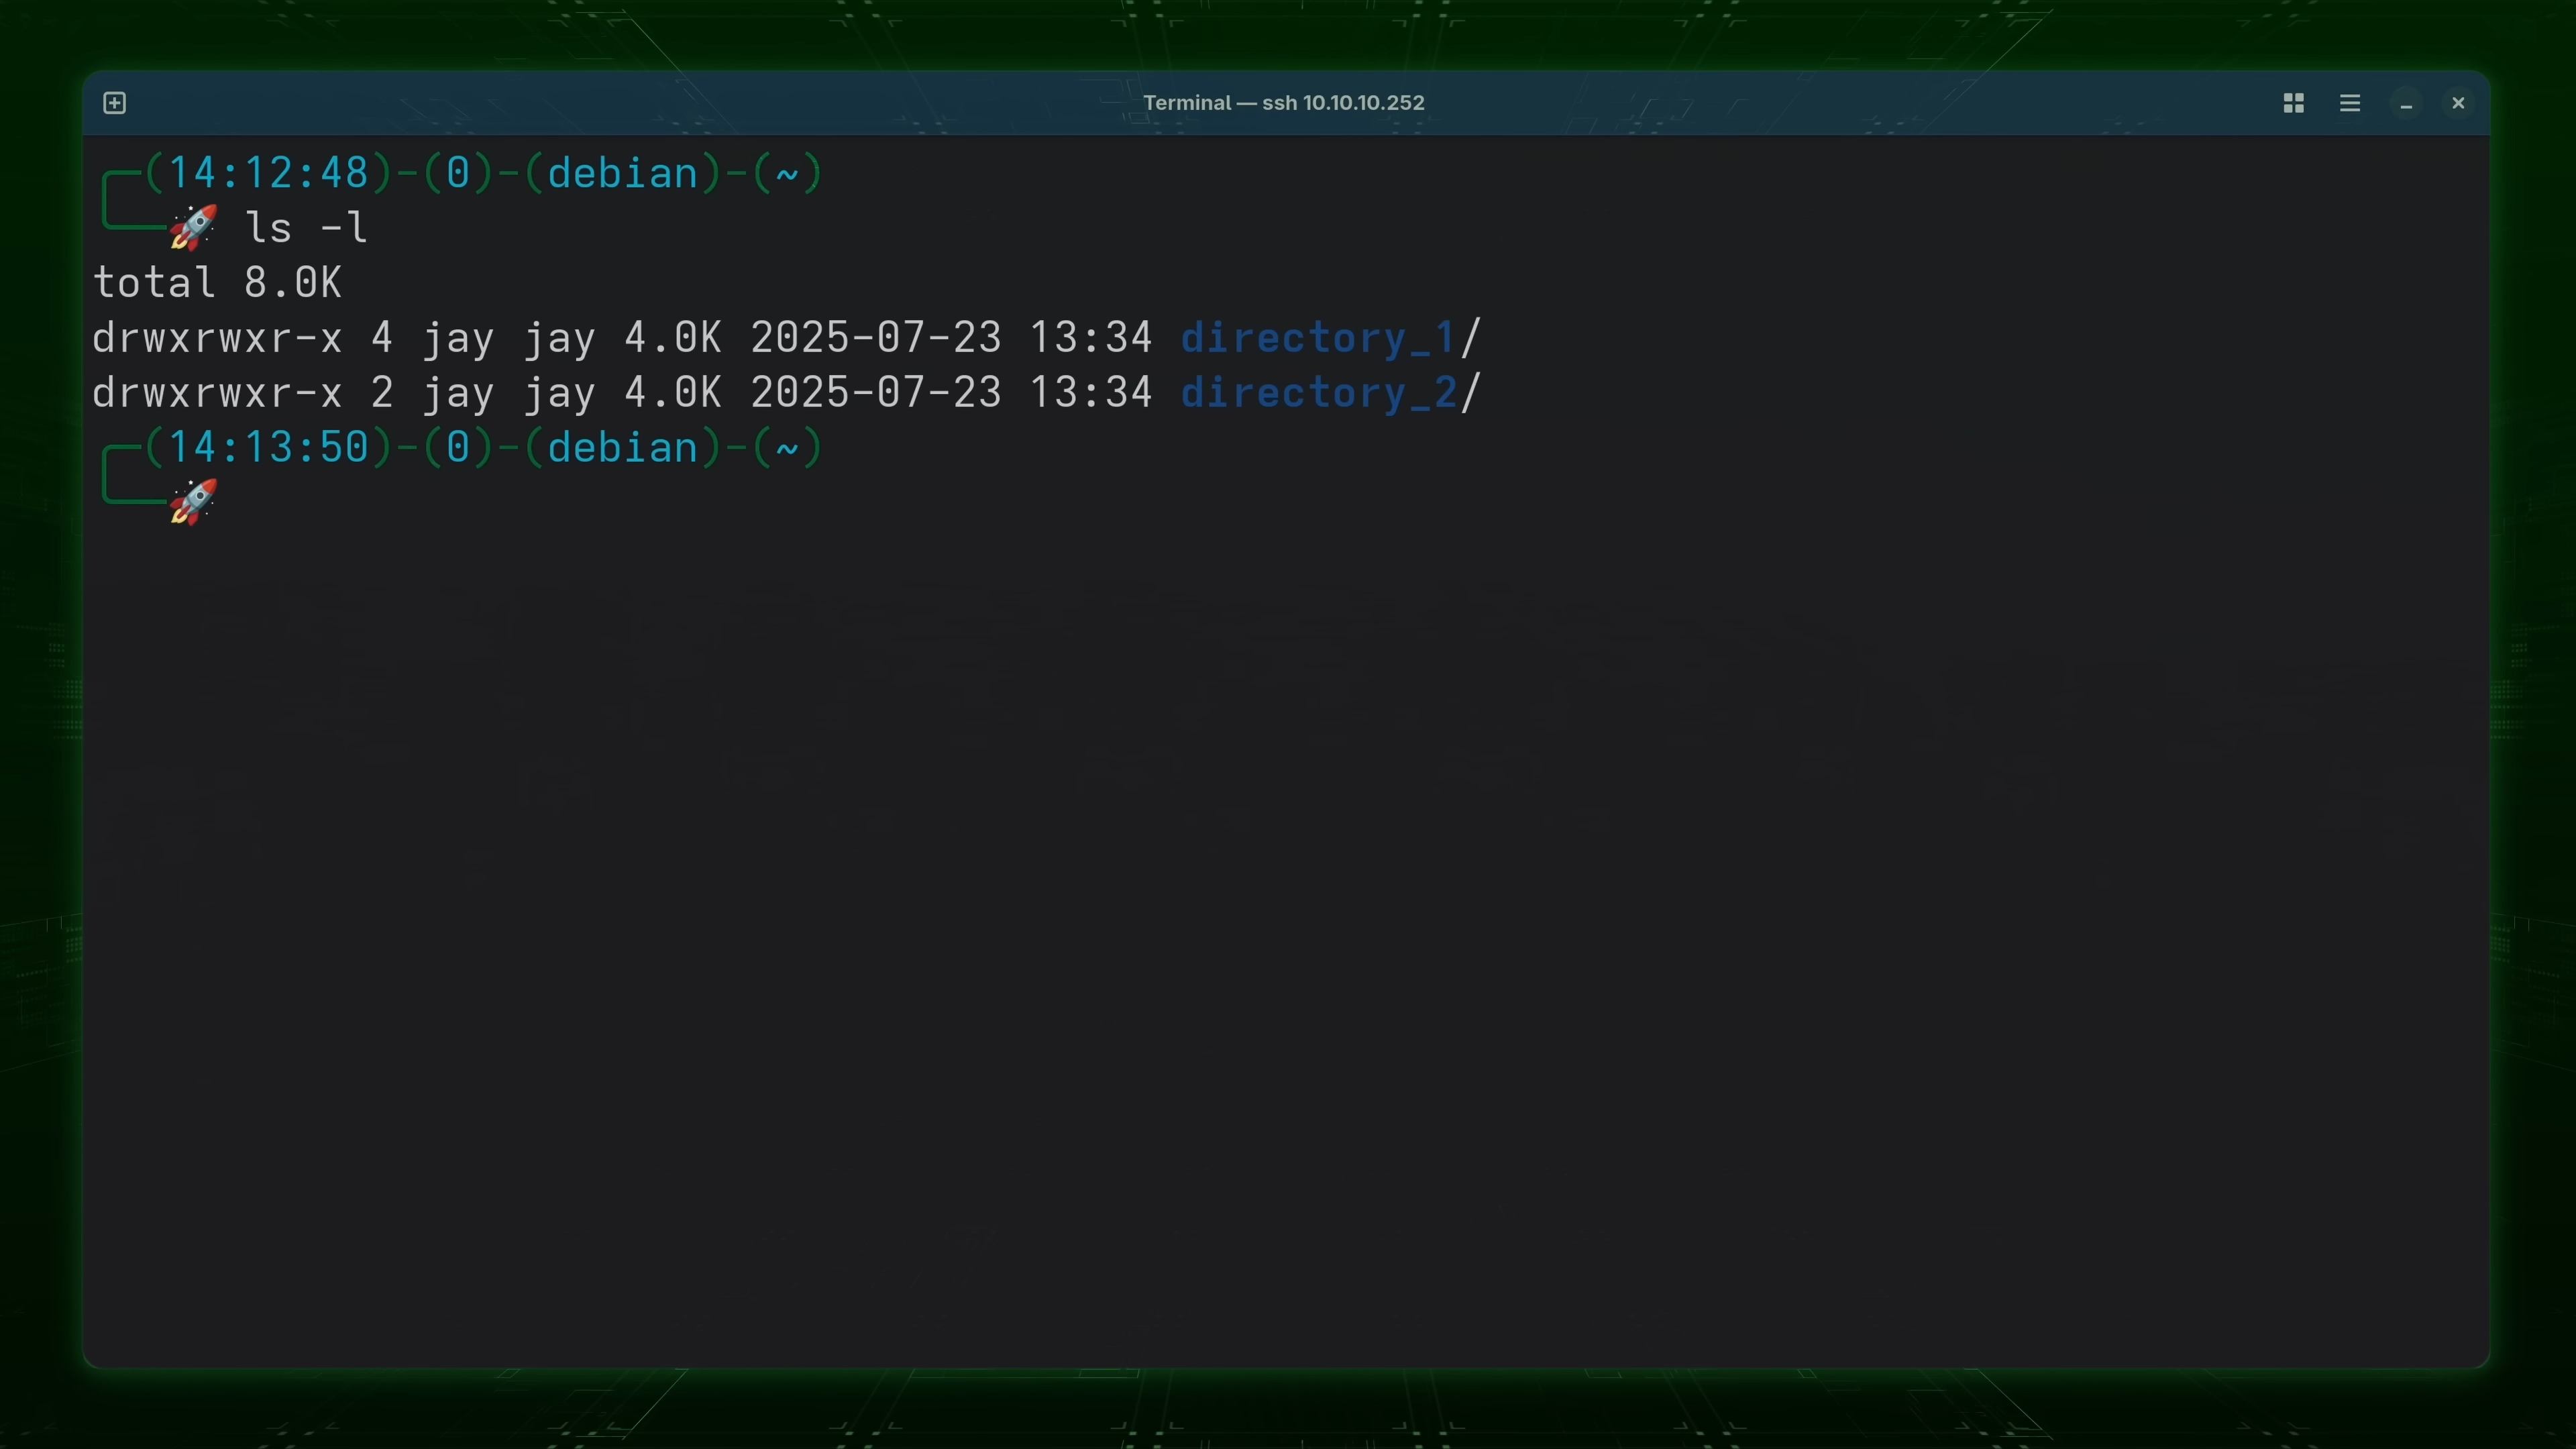 Terminal — ssh 10.10.10.252
(14:12:48)-(0)-(debian)-(~)
🚀 ls -l
total 8.0K
drwxrwxr-x 4 jay jay 4.0K 2025-07-23 13:34 directory_1/
drwxrwxr-x 2 jay jay 4.0K 2025-07-23 13:34 directory_2/
(14:13:50)-(0)-(debian)-(~)
🚀